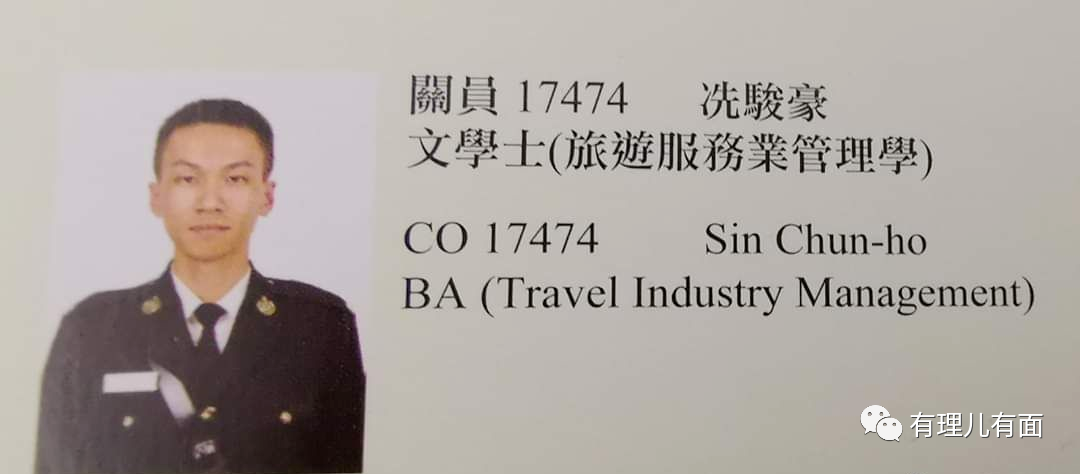 關員 17474 冼駿豪
文學士(旅遊服務業管理學)
CO 17474 Sin Chun-ho
BA (Travel Industry Management)
有理儿有面